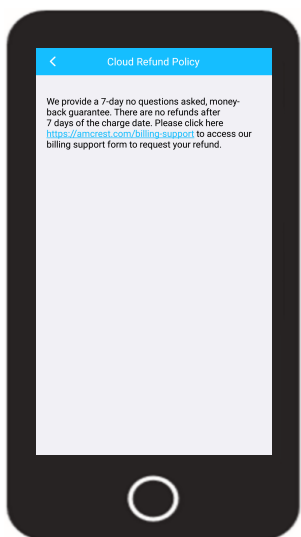 Cloud Refund Policy
We provide a 7-day no questions asked, money-
back guarantee. There are no refunds after
7 days of the charge date. Please click here
https://amcrest.com/billing-support to access our
billing support form to request your refund.